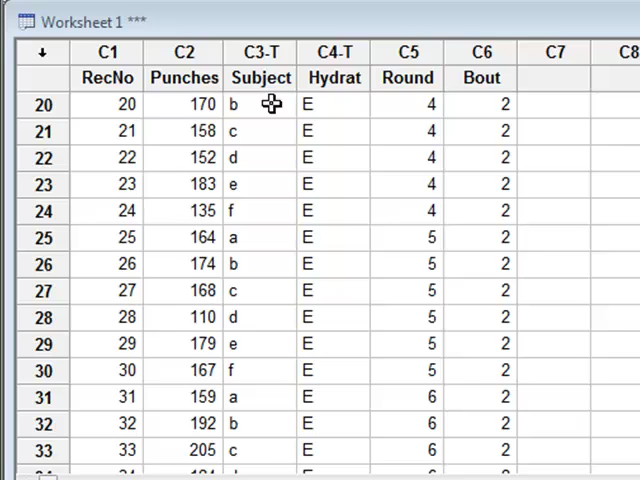 Worksheet 1 ***
C1 C2 C3-T C4-T C5 C6 C7 C8
RecNo Punches Subject Hydrat Round Bout
20 20 170 b E 4 2
21 21 158 c E 4 2
22 22 152 d E 4 2
23 23 183 e E 4 2
24 24 135 f E 4 2
25 25 164 a E 5 2
26 26 174 b E 5 2
27 27 168 c E 5 2
28 28 110 d E 5 2
29 29 179 e E 5 2
30 30 167 f E 5 2
31 31 159 a E 6 2
32 32 192 b E 6 2
33 33 205 c E 6 2